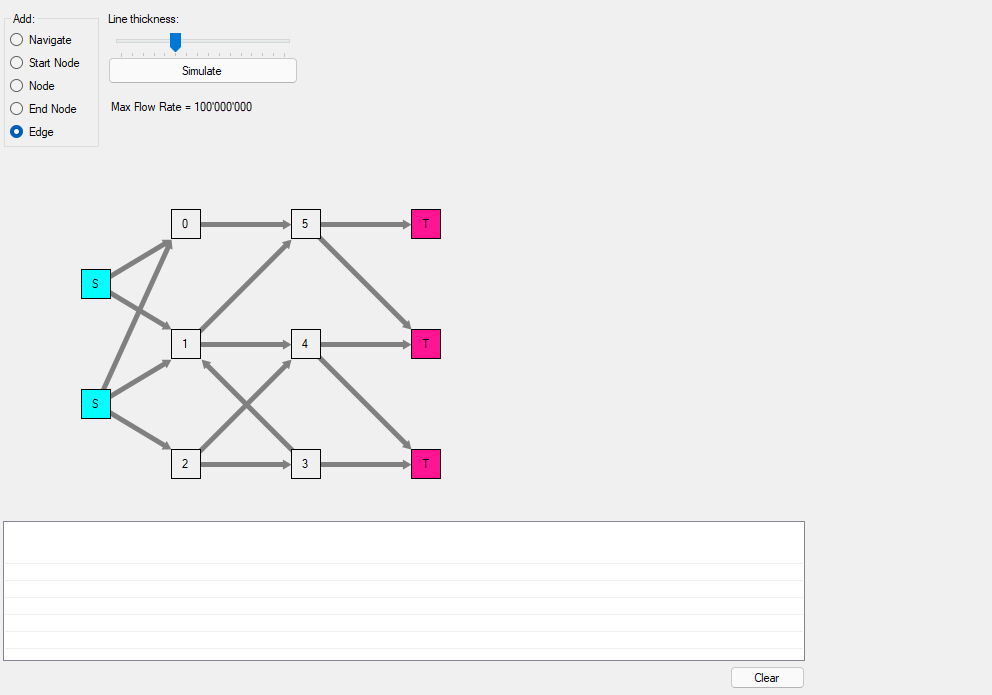 Add:
Line thickness:
Navigate
Start Node
Simulate
Node
End Node
Max Flow Rate = 100'000'000
Edge
0
5
T
S
1
4
T
S
2
3
T
Clear